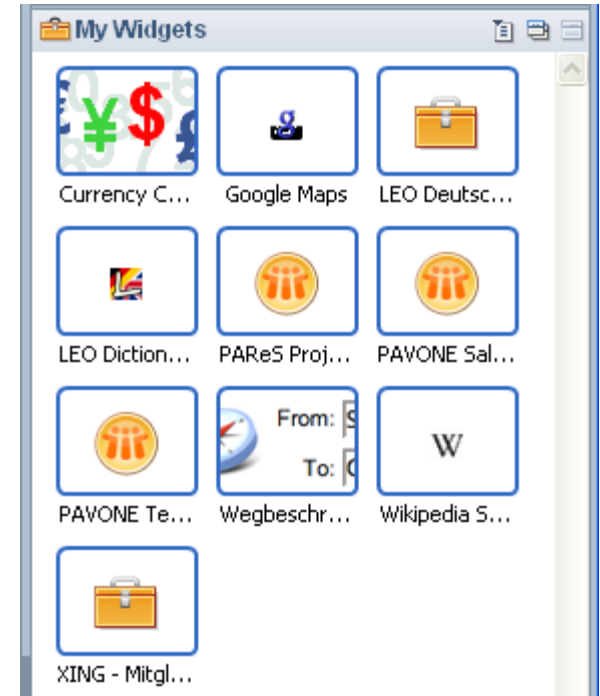 My Widgets
¥ $ £
Currency C...
g
Google Maps
LEO Deutsc...
L
LEO Diction...
PAReS Proj...
PAVONE Sal...
PAVONE Te...
From: S
To:
Wegbeschr...
W
Wikipedia S...
XING - Mitgl...